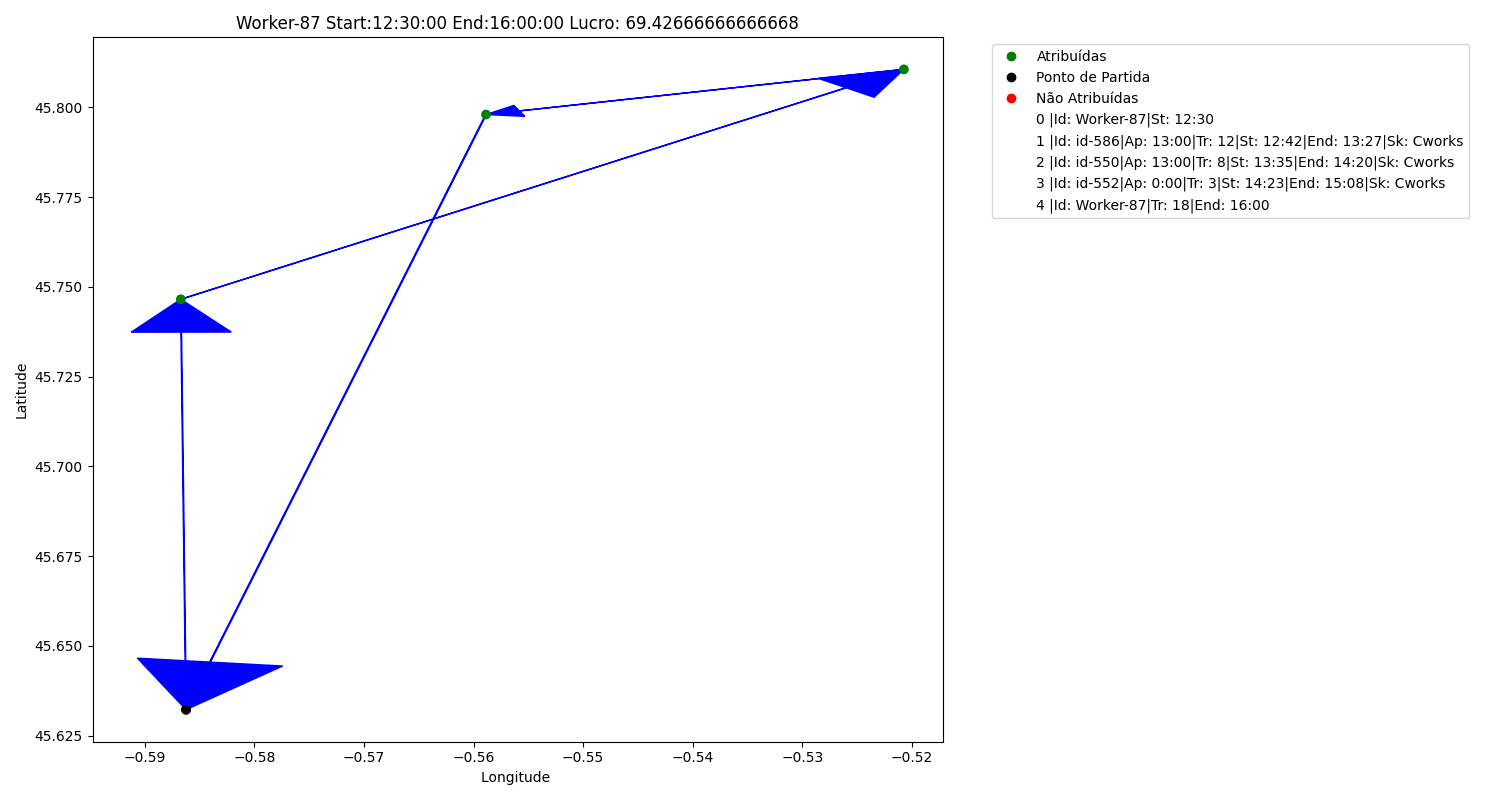 Worker-87 Start:12:30:00 End:16:00:00 Lucro: 69.42666666666668
45.800
45.775
45.750
45.725
45.700
45.675
45.650
45.625
Latitude
−0.59
−0.58
−0.57
−0.56
−0.55
−0.54
−0.53
−0.52
Longitude
Atribuídas
Ponto de Partida
Não Atribuídas
0 |Id: Worker-87|St: 12:30
1 |Id: id-586|Ap: 13:00|Tr: 12|St: 12:42|End: 13:27|Sk: Cworks
2 |Id: id-550|Ap: 13:00|Tr: 8|St: 13:35|End: 14:20|Sk: Cworks
3 |Id: id-552|Ap: 0:00|Tr: 3|St: 14:23|End: 15:08|Sk: Cworks
4 |Id: Worker-87|Tr: 18|End: 16:00